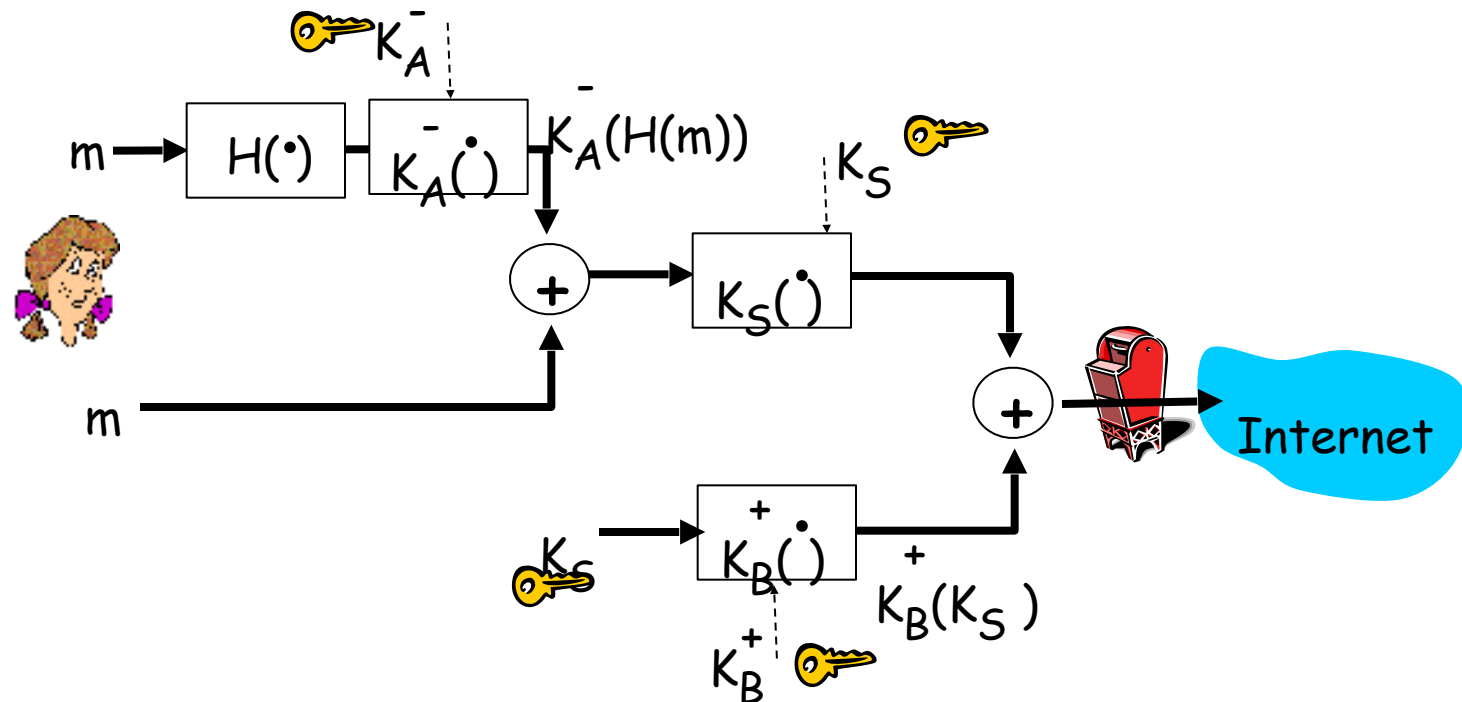 K_A^-
m
H(•)
K_A^-(•)
K_A^-(H(m))
K_S
K_S(•)
+
m
+
Internet
K_S
K_B^+(•)
K_B^+(K_S)
K_B^+